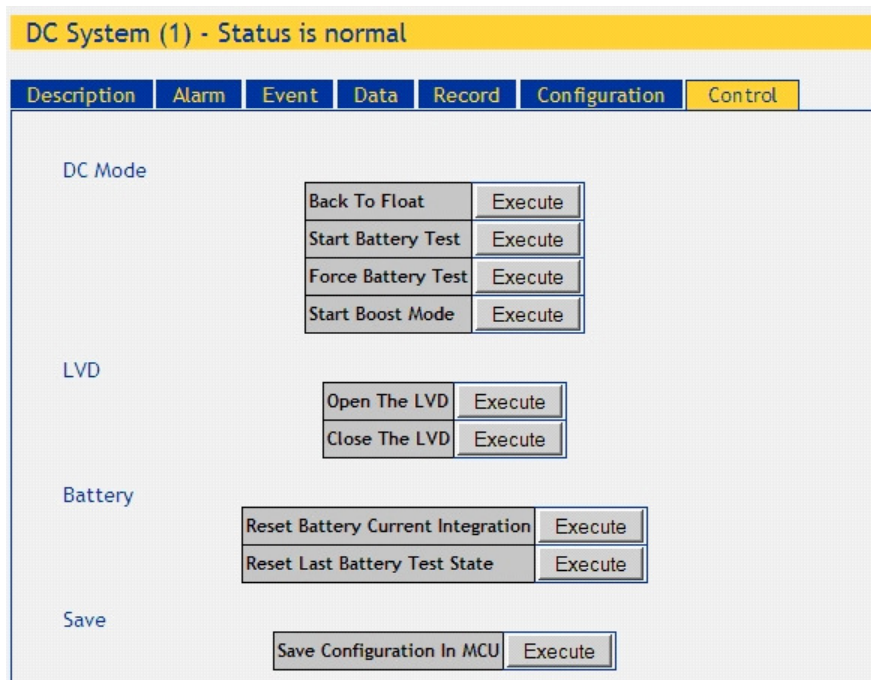 DC System (1) - Status is normal
Description Alarm Event Data Record Configuration Control
DC Mode
Back To Float Execute
Start Battery Test Execute
Force Battery Test Execute
Start Boost Mode Execute
LVD
Open The LVD Execute
Close The LVD Execute
Battery
Reset Battery Current Integration Execute
Reset Last Battery Test State Execute
Save
Save Configuration In MCU Execute